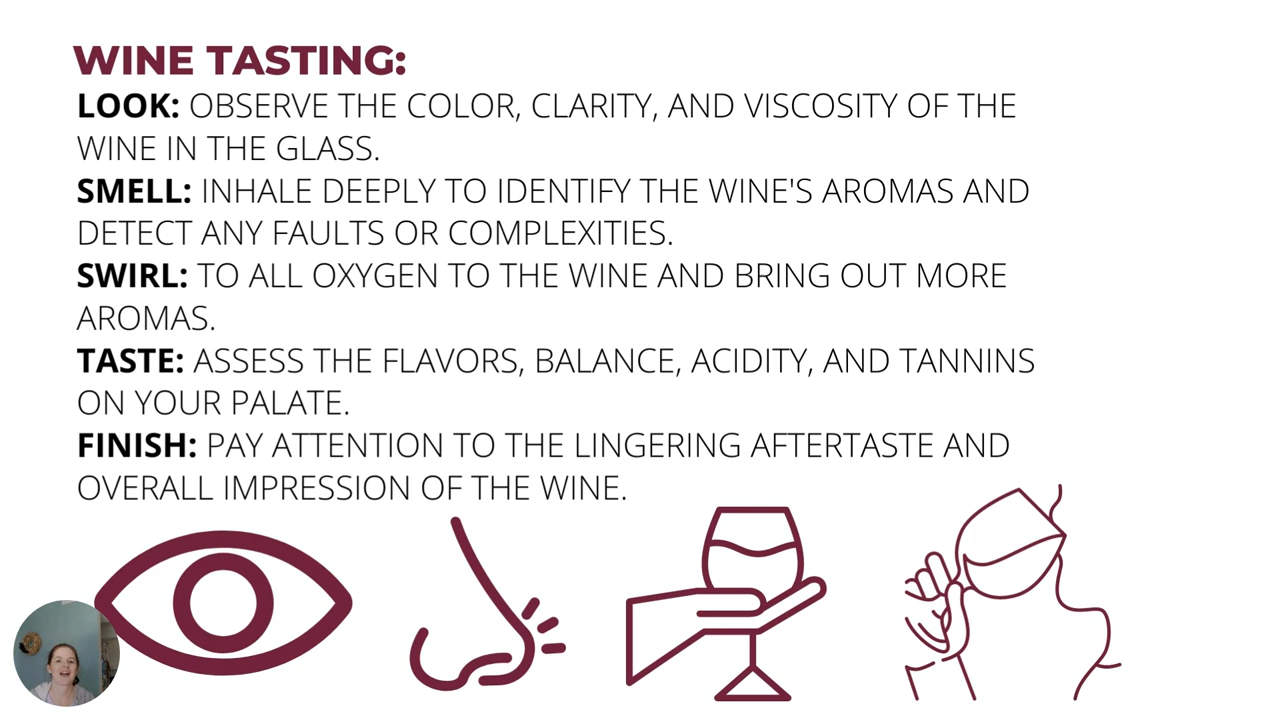 WINE TASTING:
LOOK: OBSERVE THE COLOR, CLARITY, AND VISCOSITY OF THE
WINE IN THE GLASS.
SMELL: INHALE DEEPLY TO IDENTIFY THE WINE'S AROMAS AND
DETECT ANY FAULTS OR COMPLEXITIES.
SWIRL: TO ALL OXYGEN TO THE WINE AND BRING OUT MORE
AROMAS.
TASTE: ASSESS THE FLAVORS, BALANCE, ACIDITY, AND TANNINS
ON YOUR PALATE.
FINISH: PAY ATTENTION TO THE LINGERING AFTERTASTE AND
OVERALL IMPRESSION OF THE WINE.